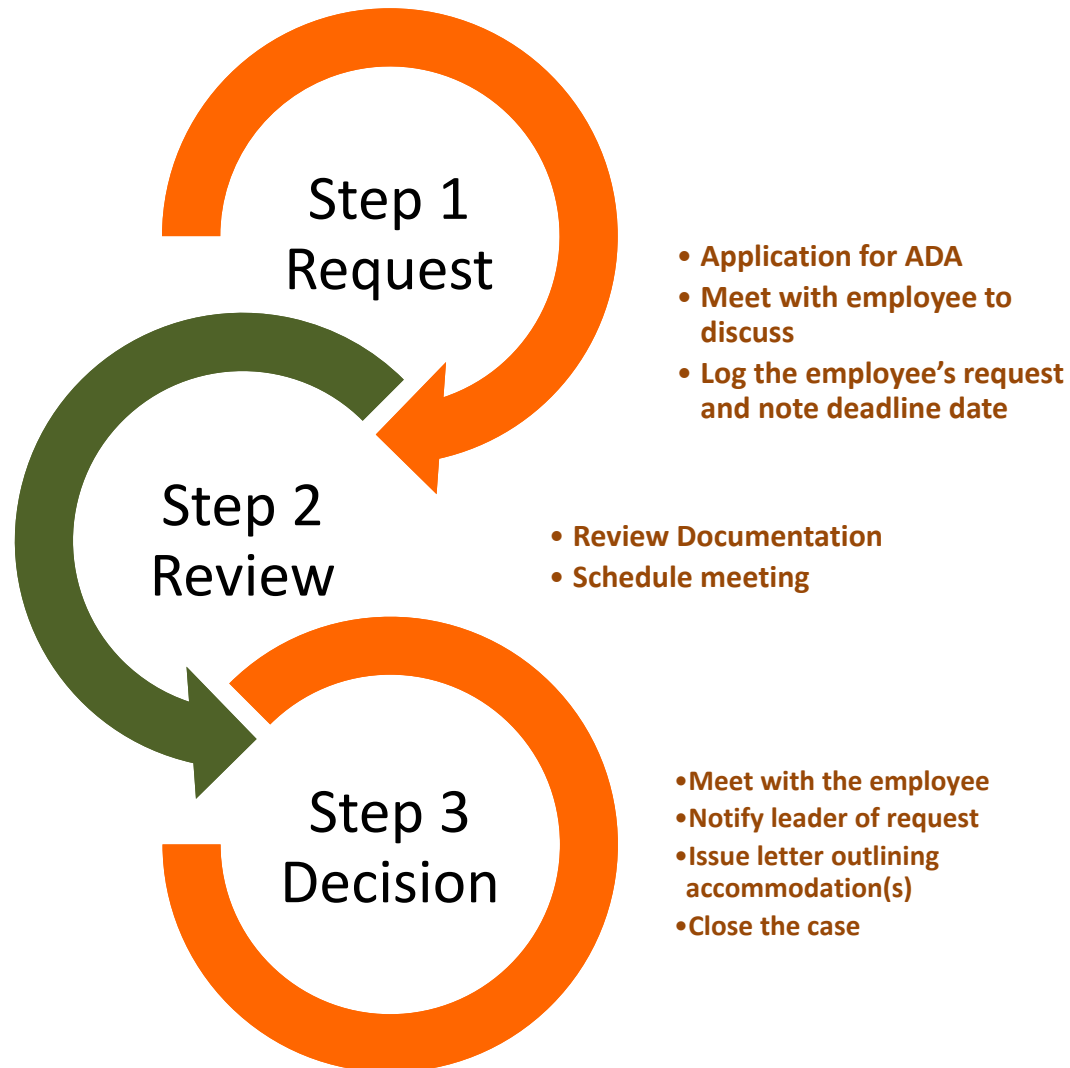 Step 1
Request
• Application for ADA
• Meet with employee to
discuss
• Log the employee’s request
and note deadline date
Step 2
Review
• Review Documentation
• Schedule meeting
Step 3
Decision
•Meet with the employee
•Notify leader of request
•Issue letter outlining
accommodation(s)
•Close the case